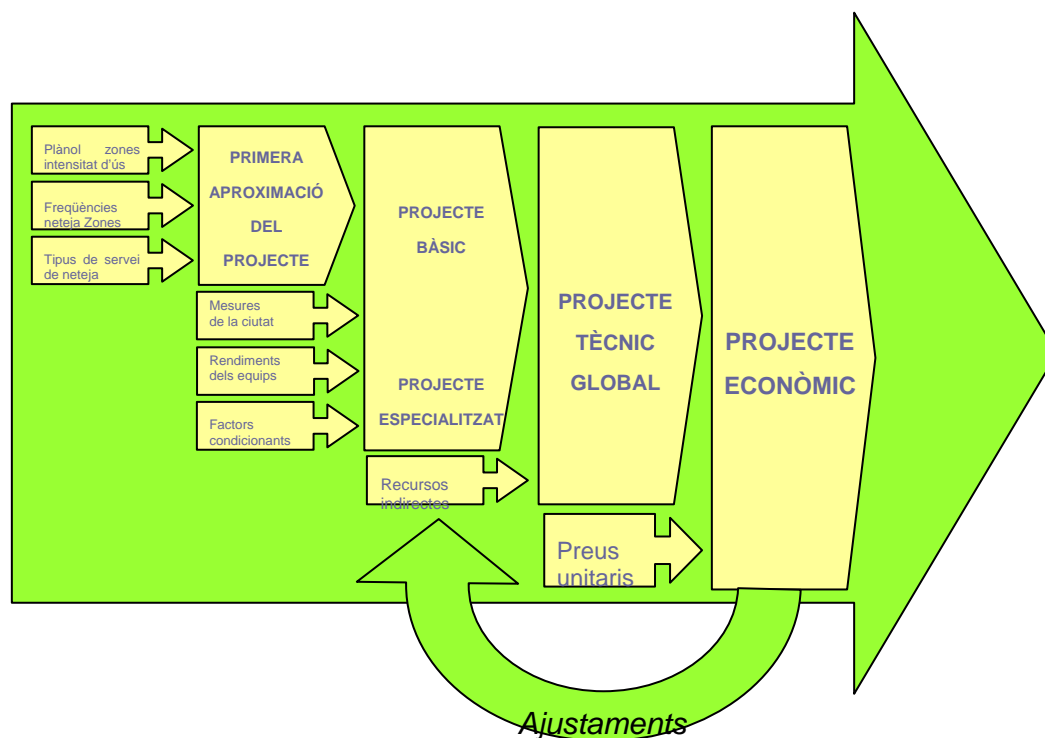 Plànol zones
intensitat d'ús
Freqüències
neteja Zones
Tipus de servei
de neteja
PRIMERA
APROXIMACIÓ
DEL
PROJECTE
Mesures
de la ciutat
Rendiments
dels equips
Factors
condicionants
PROJECTE
BÀSIC
PROJECTE
ESPECIALITZAT
Recursos
indirectes
PROJECTE
TÈCNIC
GLOBAL
Preus
unitaris
PROJECTE
ECONÒMIC
Ajustaments